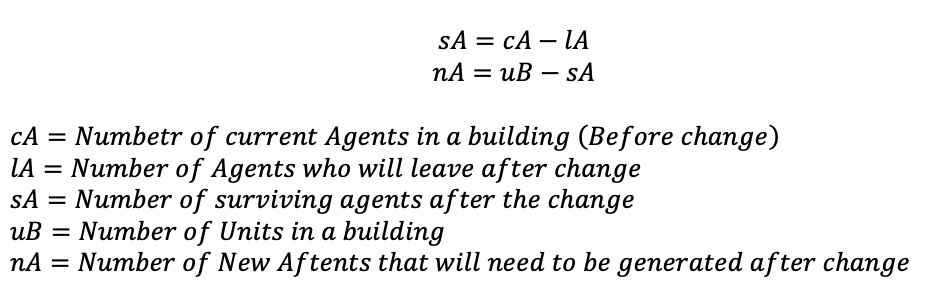 sA = cA − lA
nA = uB − sA
cA = Numbetr of current Agents in a building (Before change)
lA = Number of Agents who will leave after change
sA = Number of surviving agents after the change
uB = Number of Units in a building
nA = Number of New Aftents that will need to be generated after change